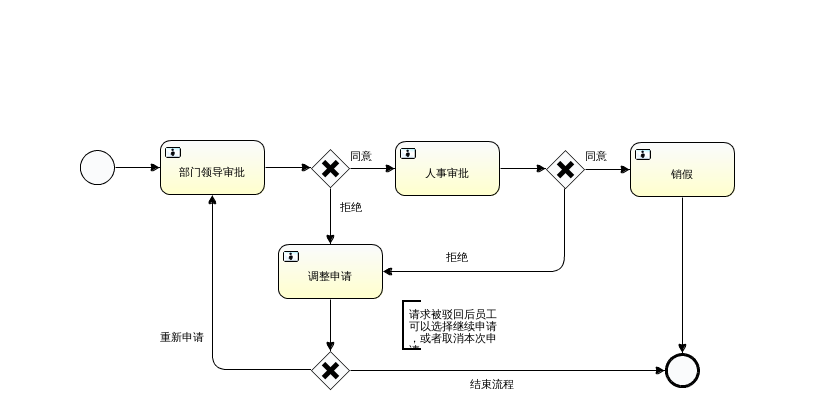 同意
同意
部门领导审批
人事审批
销假
拒绝
拒绝
调整申请
请求被驳回后员工
可以选择继续申请
，或者取消本次申
重新申请
结束流程